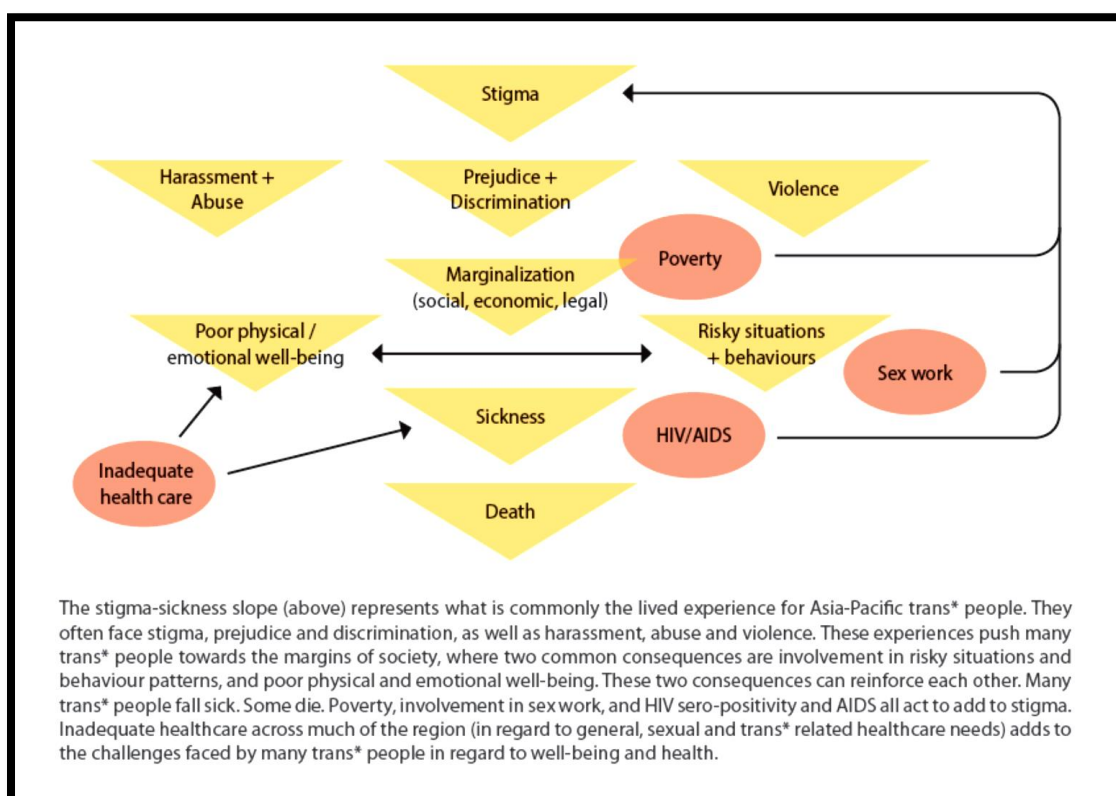 Stigma
Harassment +
Abuse
Prejudice +
Discrimination
Violence
Poverty
Marginalization
(social, economic, legal)
Poor physical /
emotional well-being
Risky situations
+ behaviours
Sex work
Sickness
HIV/AIDS
Inadequate
health care
Death
The stigma-sickness slope (above) represents what is commonly the lived experience for Asia-Pacific trans* people. They
often face stigma, prejudice and discrimination, as well as harassment, abuse and violence. These experiences push many
trans* people towards the margins of society, where two common consequences are involvement in risky situations and
behaviour patterns, and poor physical and emotional well-being. These two consequences can reinforce each other. Many
trans* people fall sick. Some die. Poverty, involvement in sex work, and HIV sero-positivity and AIDS all act to add to stigma.
Inadequate healthcare across much of the region (in regard to general, sexual and trans* related healthcare needs) adds to
the challenges faced by many trans* people in regard to well-being and health.